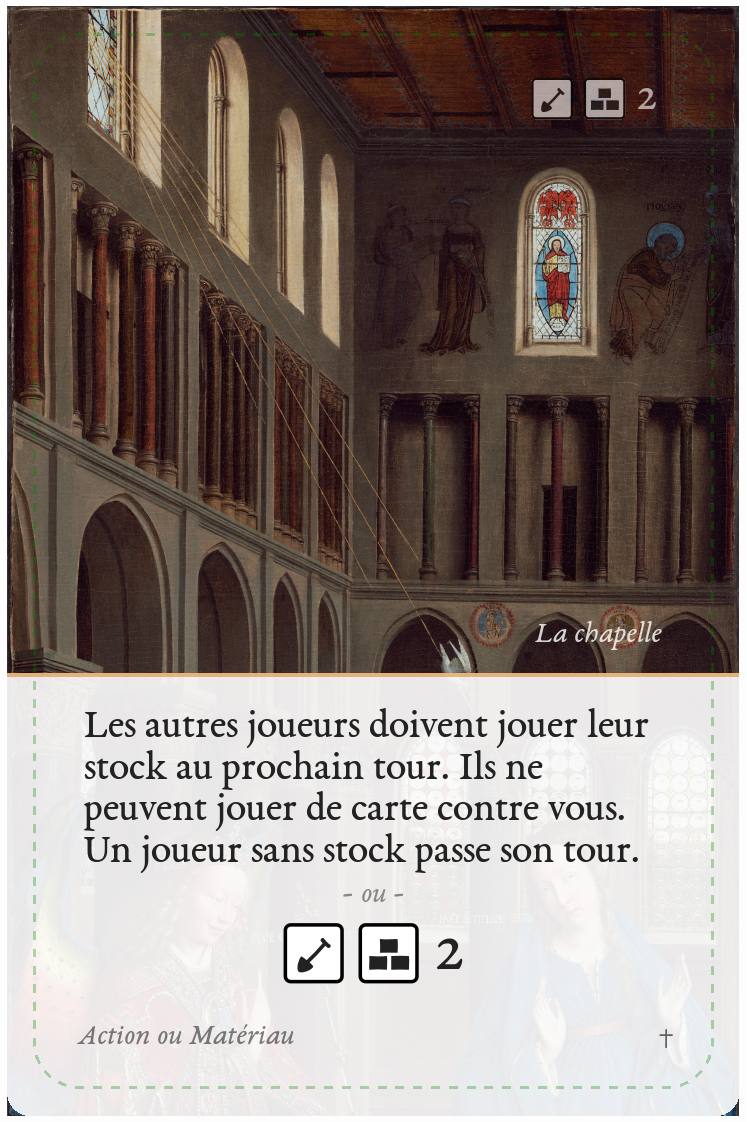 2
La chapelle
Les autres joueurs doivent jouer leur
stock au prochain tour. Ils ne
peuvent jouer de carte contre vous.
Un joueur sans stock passe son tour.
- ou -
2
Action ou Matériau
†